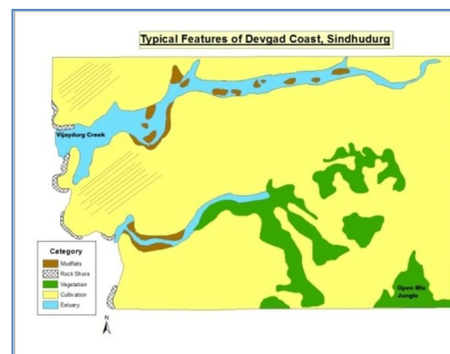 Typical Features of Devgad Coast, Sindhudurg
Vijaydurg Creek
Category
Mudflats
Rock Shore
Vegetation
Cultivation
Estuary
Open Mix
Jungle
N